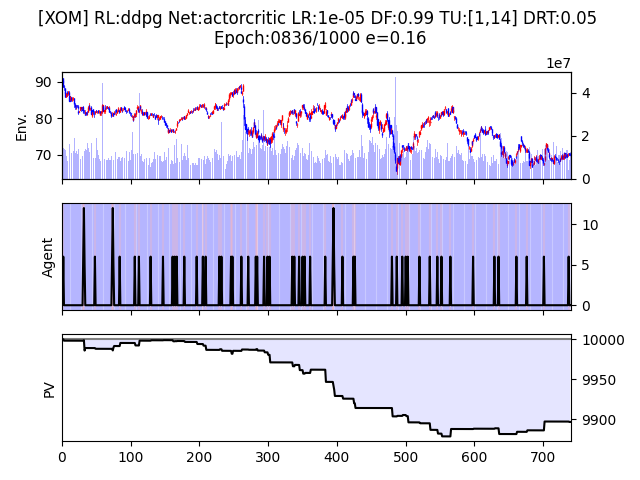 [XOM] RL:ddpg Net:actorcritic LR:1e-05 DF:0.99 TU:[1,14] DRT:0.05
Epoch:0836/1000 e=0.16
1e7
Env.
90
80
70
4
2
0
Agent
10
5
0
PV
10000
9950
9900
0 100 200 300 400 500 600 700